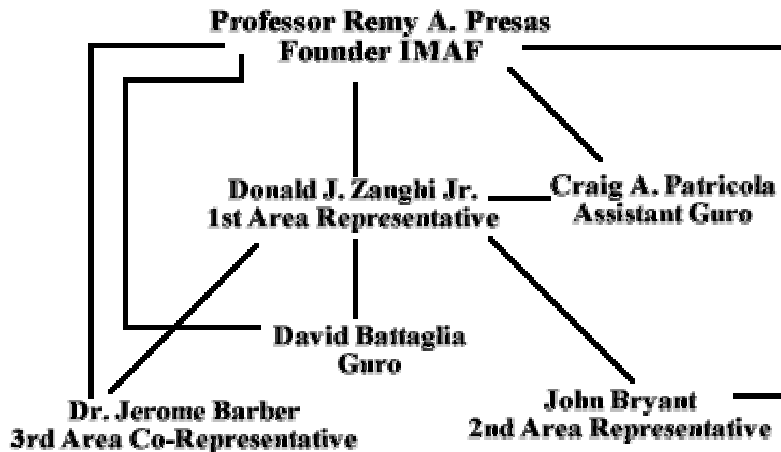 Professor Remy A. Presas
Founder IMAF
Donald J. Zanghi Jr.
1st Area Representative
Craig A. Patricola
Assistant Guro
David Battaglia
Guro
Dr. Jerome Barber
3rd Area Co-Representative
John Bryant
2nd Area Representative